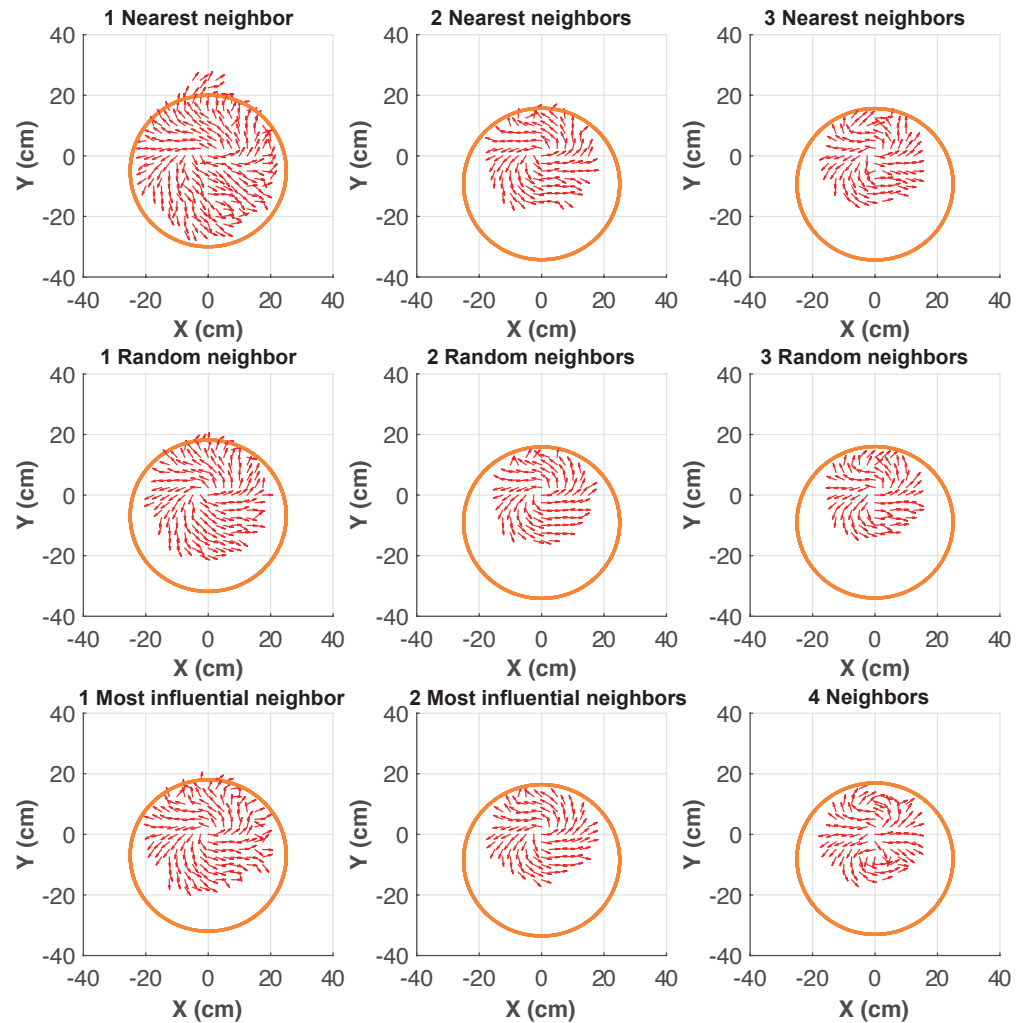 1 Nearest neighbor 2 Nearest neighbors 3 Nearest neighbors
40 40 40
20 20 20
Y (cm) Y (cm) Y (cm)
0 0 0
-20 -20 -20
-40 -40 -40
-40 -20 0 20 40 -40 -20 0 20 40 -40 -20 0 20 40
X (cm) X (cm) X (cm)
1 Random neighbor 2 Random neighbors 3 Random neighbors
40 40 40
20 20 20
Y (cm) Y (cm) Y (cm)
0 0 0
-20 -20 -20
-40 -40 -40
-40 -20 0 20 40 -40 -20 0 20 40 -40 -20 0 20 40
X (cm) X (cm) X (cm)
1 Most influential neighbor 2 Most influential neighbors 4 Neighbors
40 40 40
20 20 20
Y (cm) Y (cm) Y (cm)
0 0 0
-20 -20 -20
-40 -40 -40
-40 -20 0 20 40 -40 -20 0 20 40 -40 -20 0 20 40
X (cm) X (cm) X (cm)